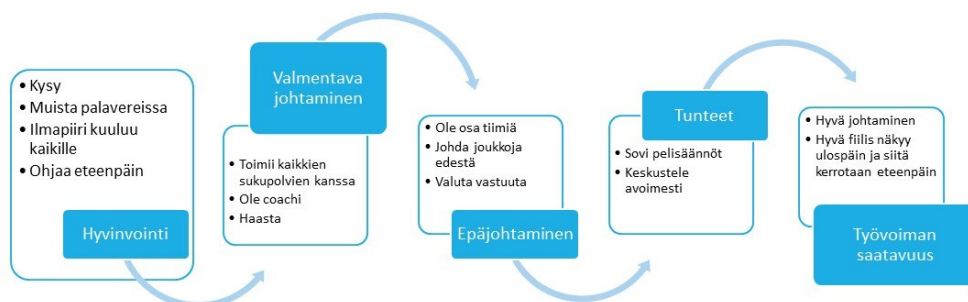 • Kysy
• Muista palavereissa
• Ilmapiiri kuuluu
kaikille
• Ohjaa eteenpäin
Hyvinvointi
Valmentava
johtaminen
• Toimii kaikkien
sukupolvien kanssa
• Ole coachi
• Haasta
• Ole osa tiimiä
• Johda joukkoja
edestä
• Valuta vastuuta
Epäjohtaminen
Tunteet
• Sovi pelisäännöt
• Keskustele
avoimesti
• Hyvä johtaminen
• Hyvä fiilis näkyy
ulospäin ja siitä
kerrotaan eteenpäin
Työvoiman
saatavuus